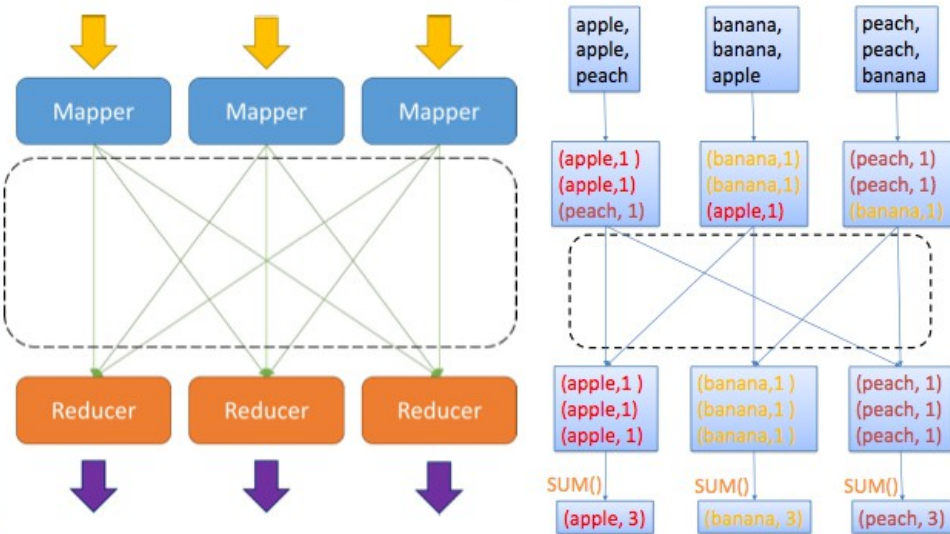 Mapper
Mapper
Mapper
Reducer
Reducer
Reducer
apple,
apple,
peach
banana,
banana,
apple
peach,
peach,
banana
(apple,1 )
(apple,1)
(peach, 1)
(banana,1)
(banana,1)
(apple,1)
(peach, 1)
(peach, 1)
(banana,1)
(apple,1 )
(apple,1)
(apple, 1)
(banana,1 )
(banana,1 )
(banana,1 )
(peach, 1)
(peach, 1)
(peach, 1)
SUM()
SUM()
SUM()
(apple, 3)
(banana, 3)
(peach, 3)